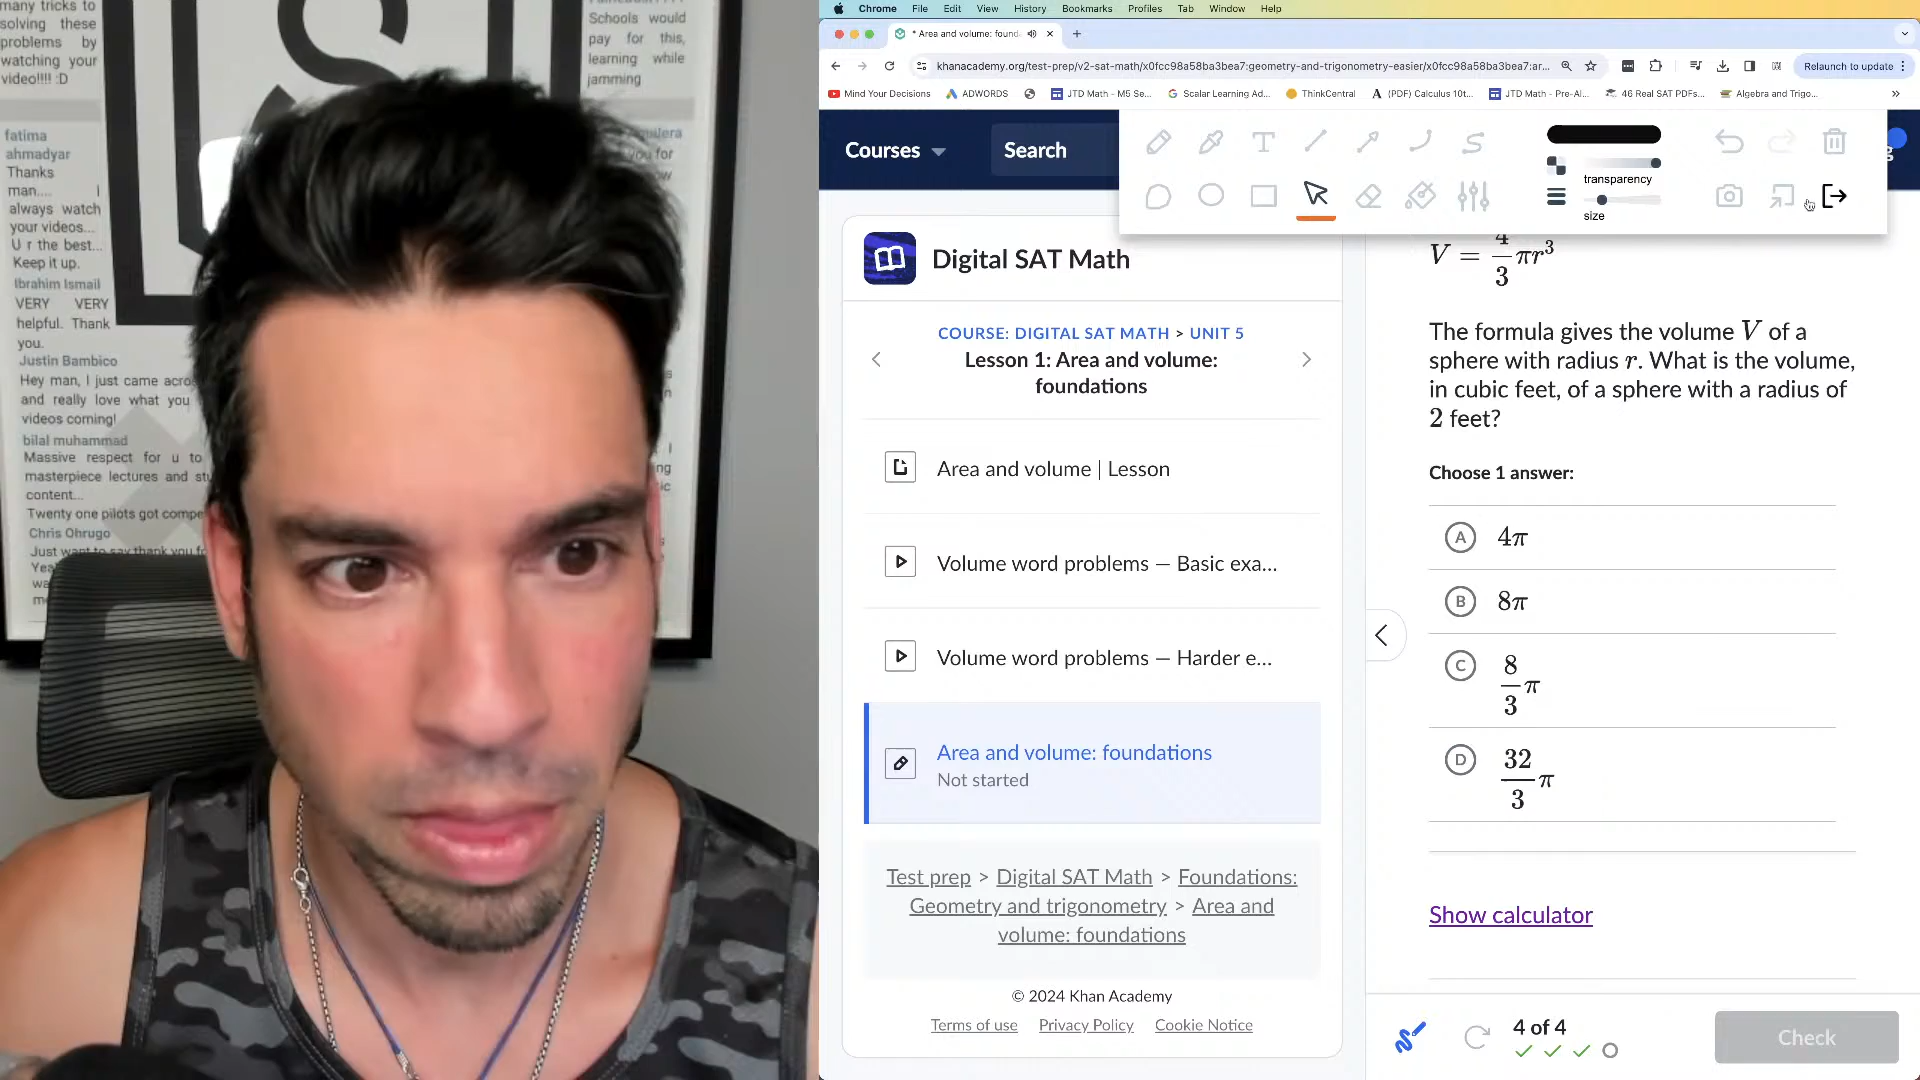 many tricks to
solving these
problems by
watching your
video!!!! :D
Schools would
pay for this,
learning while
jamming
fatima
ahmadyar
Thanks
man.... I
always watch
your videos...
U r the best...
Keep it up.
Ibrahim Ismail
VERY VERY
helpful. Thank
you.
Justin Bambico
Hey man, I just came
and really love what you
videos coming!
bilal muhammad
Massive respect for u to
masterpiece lectures and
content...
Twenty one pilots got
Chris Ohrugo
Just want to say thank you
Chrome File Edit View History Bookmarks Profiles Tab Window Help
* Area and volume: found
khanacademy.org/test-prep/v2-sat-math/x0fcc98a58ba3bea7:geometry-and-trigonometry-easier/x0fcc98a58ba3bea7:ar...
Relaunch to update
Mind Your Decisions ADWORDS JTD Math - M5 Se... Scalar Learning Ad... ThinkCentral (PDF) Calculus 10t... JTD Math - Pre-Al... 46 Real SAT PDFs... Algebra and Trigo...
Courses Search
transparency
size
Digital SAT Math
COURSE: DIGITAL SAT MATH > UNIT 5
Lesson 1: Area and volume:
foundations
Area and volume | Lesson
Volume word problems — Basic exa...
Volume word problems — Harder e...
Area and volume: foundations
Not started
Test prep > Digital SAT Math > Foundations:
Geometry and trigonometry > Area and
volume: foundations
© 2024 Khan Academy
Terms of use Privacy Policy Cookie Notice
V = 4/3 πr³
The formula gives the volume V of a
sphere with radius r. What is the volume,
in cubic feet, of a sphere with a radius of
2 feet?
Choose 1 answer:
A 4π
B 8π
C 8/3 π
D 32/3 π
Show calculator
4 of 4
Check